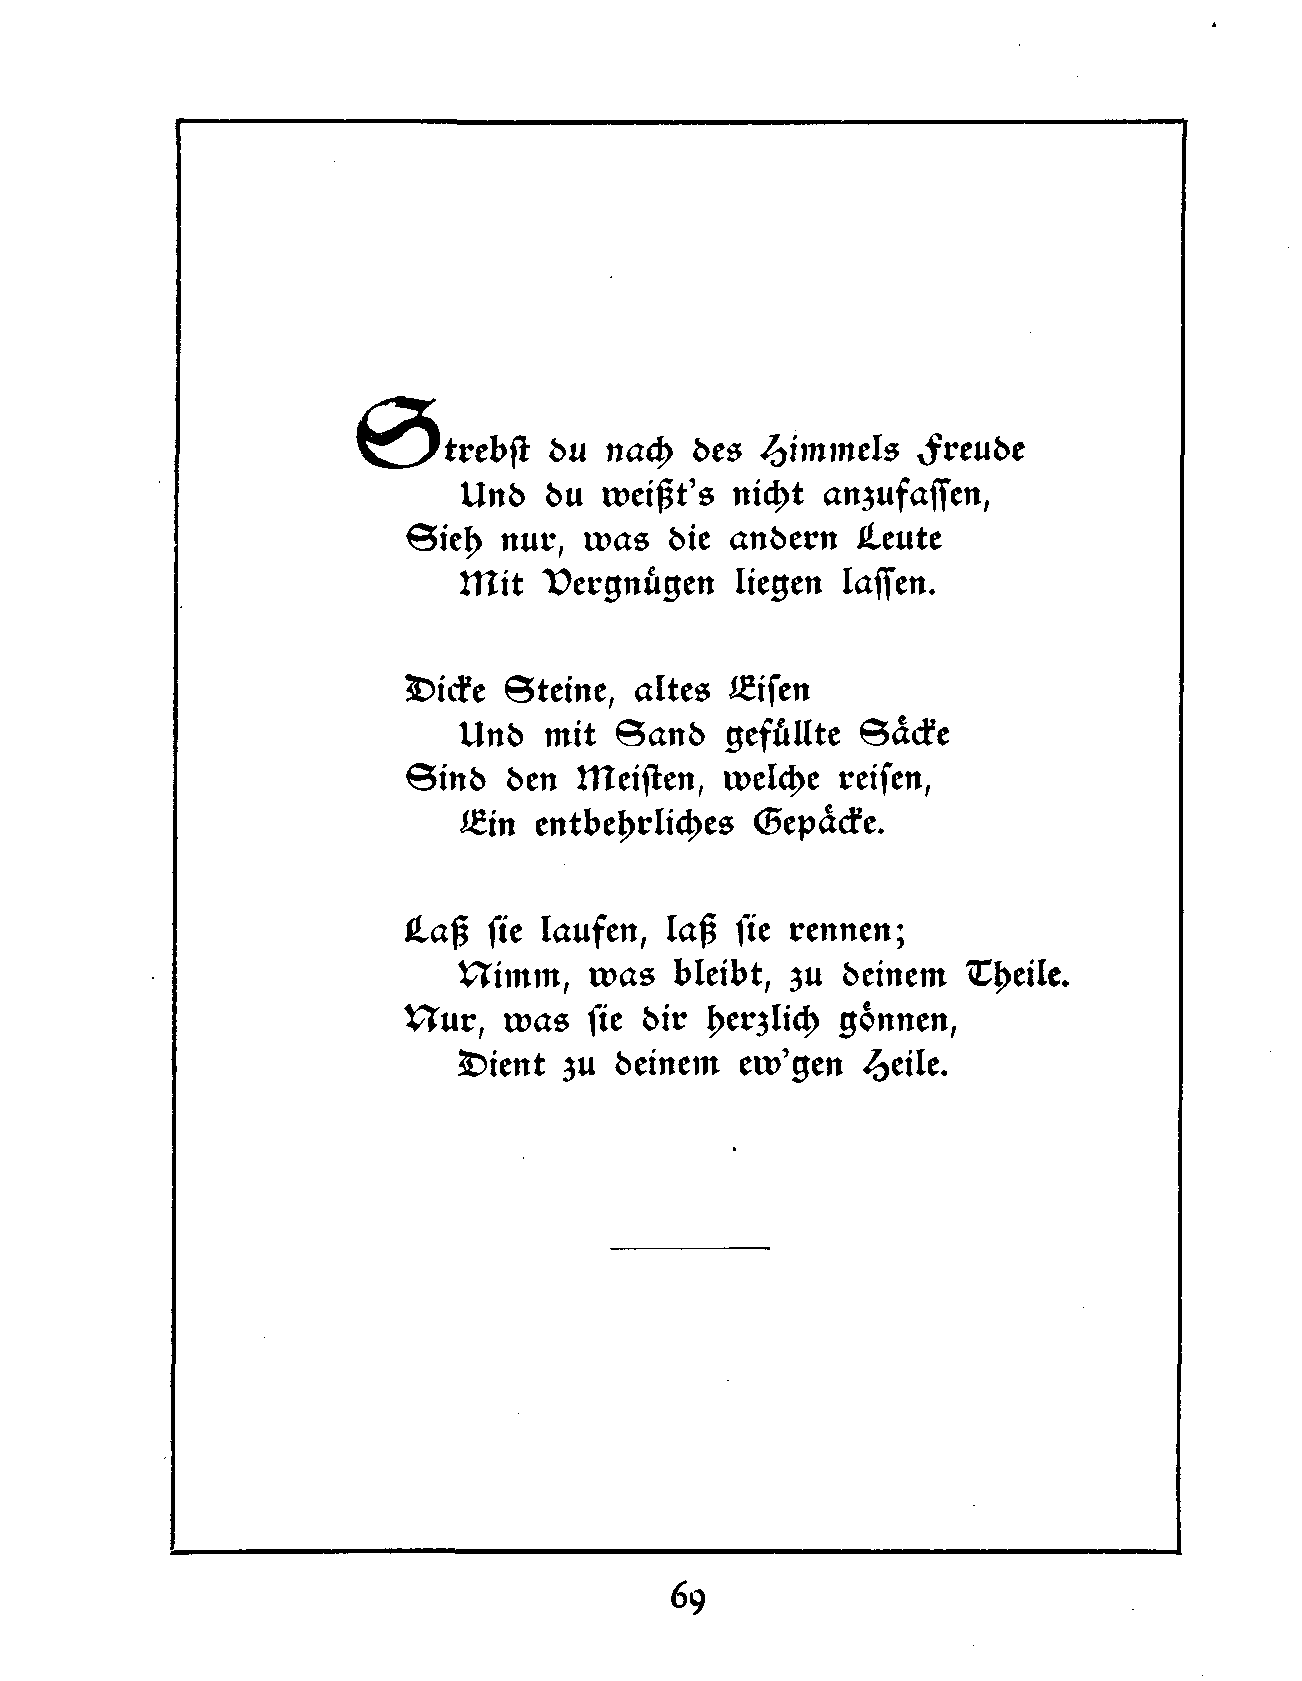 Strebſt du nach des Himmels Freude
Und du weißt's nicht anzufaſſen,
Sieh nur, was die andern Leute
Mit Vergnügen liegen laſſen.
Dicke Steine, altes Eiſen
Und mit Sand gefüllte Säcke
Sind den Meiſten, welche reiſen,
Ein entbehrliches Gepäcke.
Laß ſie laufen, laß ſie rennen;
Nimm, was bleibt, zu deinem Theile.
Nur, was ſie dir herzlich gönnen,
Dient zu deinem ew'gen Heile.
69